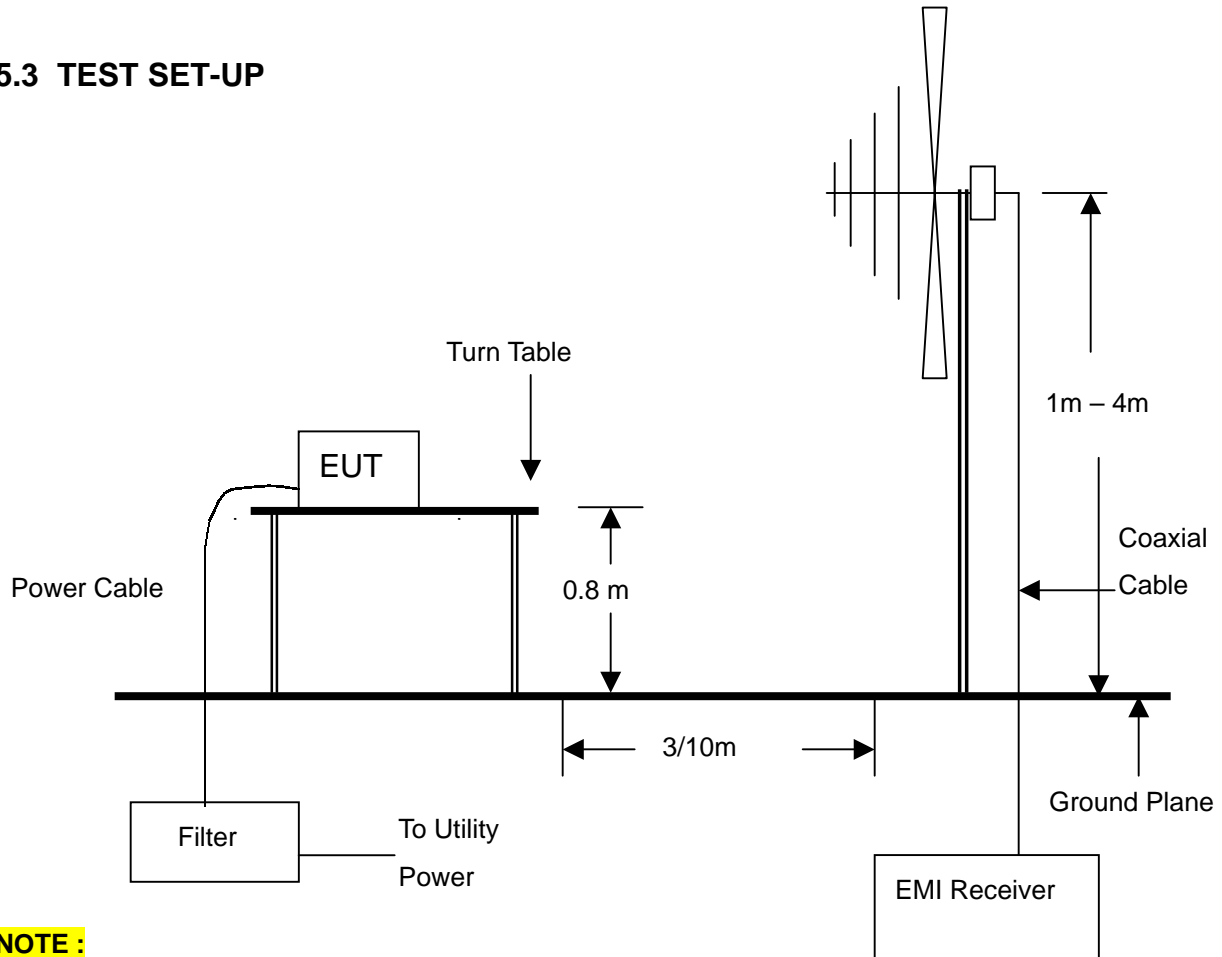 5.3 TEST SET-UP
Turn Table
1m – 4m
EUT
Coaxial
Cable
Power Cable
0.8 m
3/10m
Ground Plane
Filter
To Utility
Power
EMI Receiver
NOTE :